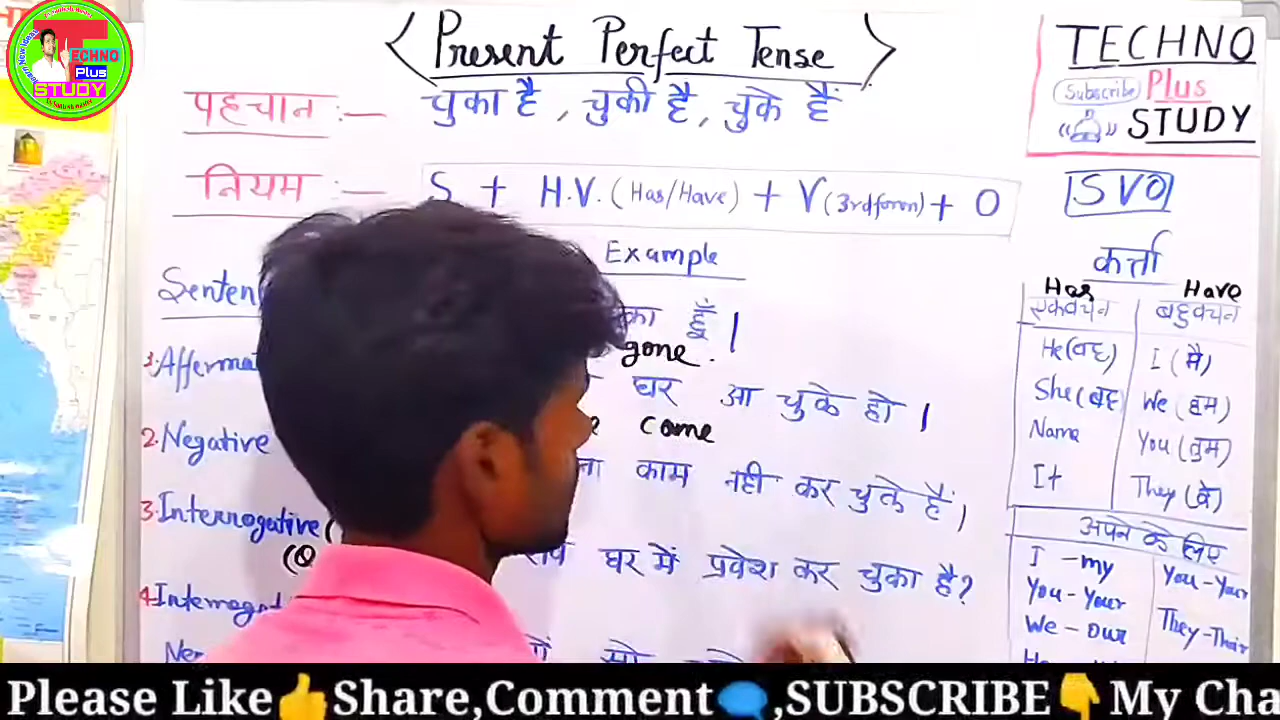 < Present Perfect Tense >
पहचान :— चुका है , चुकी है , चुके हैं
नियम :— S + H.V. (Has/Have) + V (3rd form) + O
Example
Senten
का हूँ |
1. Affermat
gone .
घर आ चुके हो |
2. Negative
come
काम नही कर चुके हैं |
3. Interrogative (
घर में प्रवेश कर चुका है?
(Q
4. Interrogat
Ne
TECHNO
(Subscribe) Plus
STUDY
SVO
कर्त्ता
Has Have
एकवचन बहुवचन
He (वह) I (मै)
She (वह) We (हम)
Name You (तुम)
It They (वे)
अपने के लिए
I - my You - Your
You - Your They - Their
We - Our
TECHNO
Plus
STUDY
Please Like👍Share,Comment💬,SUBSCRIBE👇My Cha